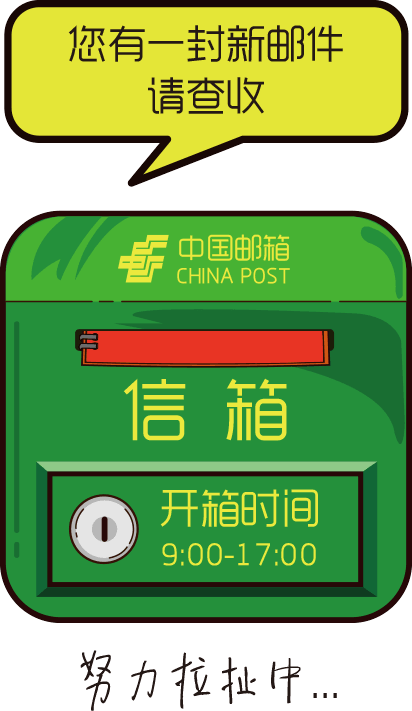 您有一封新邮件
请查收
中国邮箱
CHINA POST
信 箱
开箱时间
9:00-17:00
努力拉扯中...